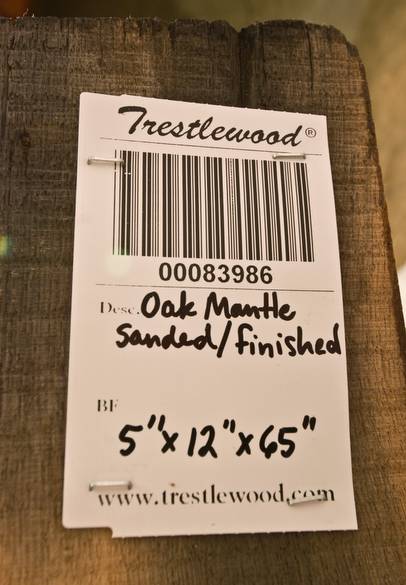 Trestlewood®
00083986
Desc. Oak Mantle
Sanded/finished
BF
5"x12"x65"
www.trestlewood.com